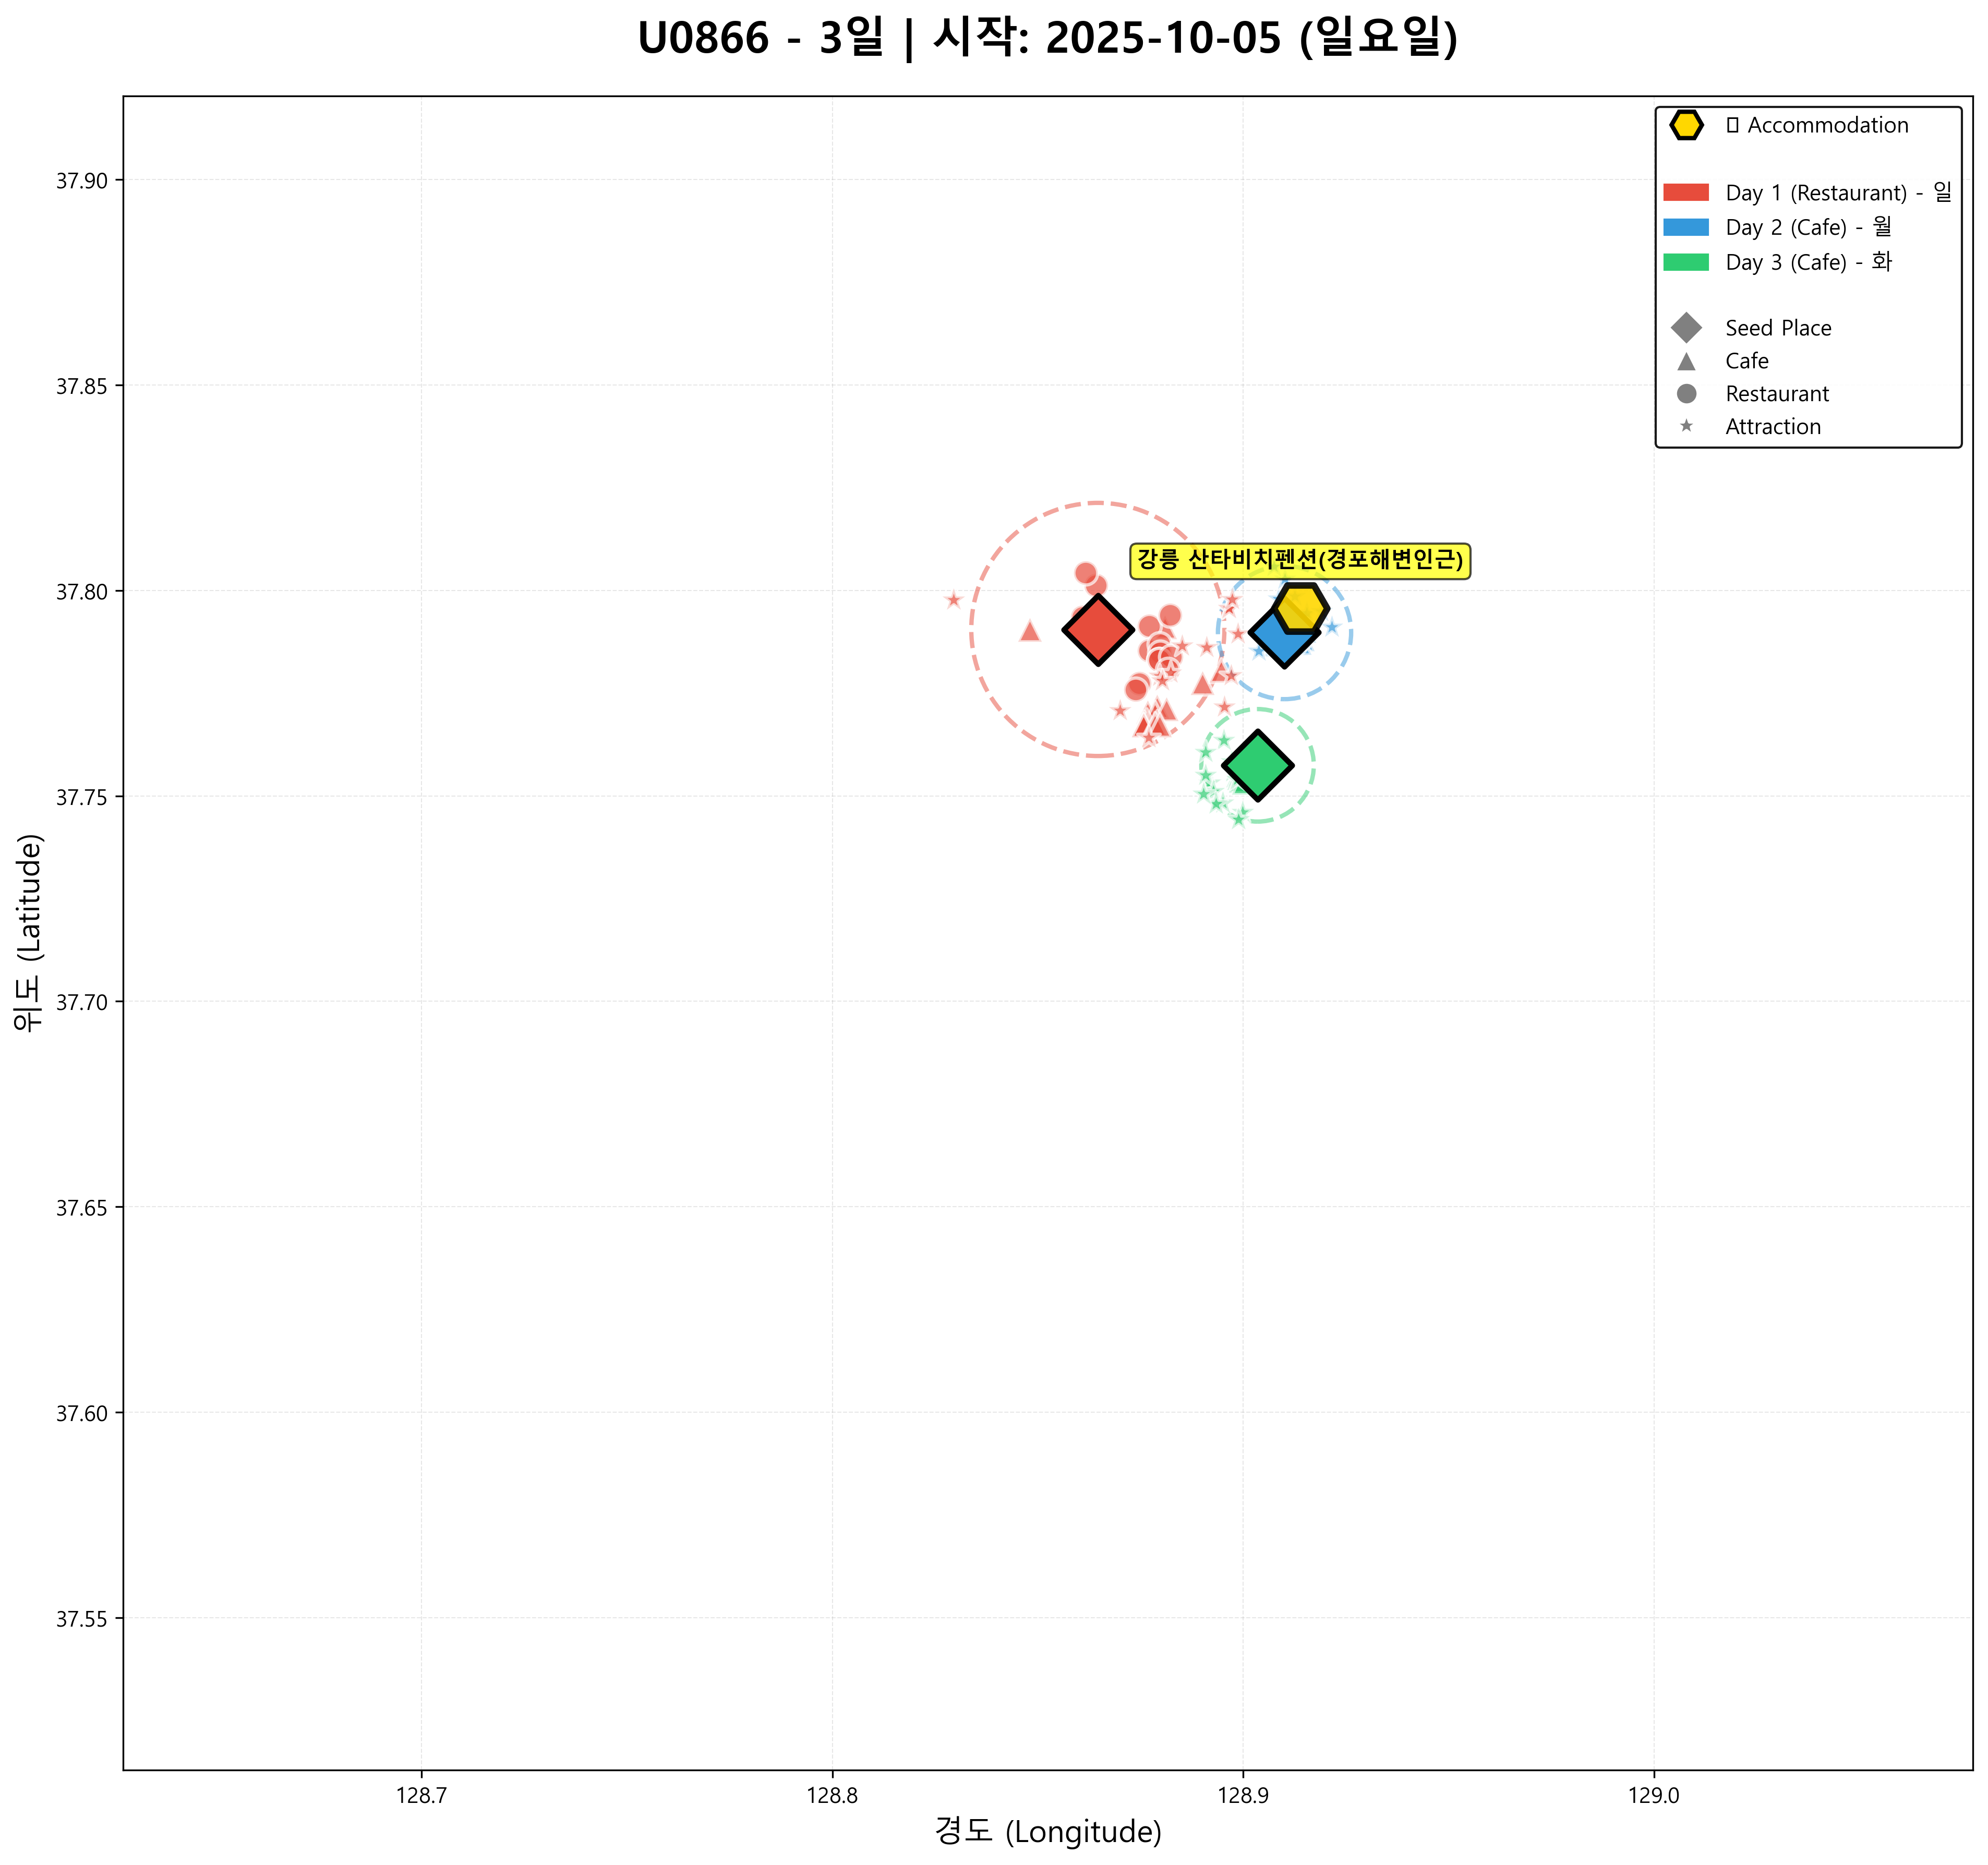 U0866 - 3일 | 시작: 2025-10-05 (일요일)
Accommodation
Day 1 (Restaurant) - 일
Day 2 (Cafe) - 월
Day 3 (Cafe) - 화
Seed Place
Cafe
Restaurant
Attraction
강릉 산타비치펜션(경포해변인근)
위도 (Latitude)
37.90
37.85
37.80
37.75
37.70
37.65
37.60
37.55
128.7
128.8
128.9
129.0
경도 (Longitude)